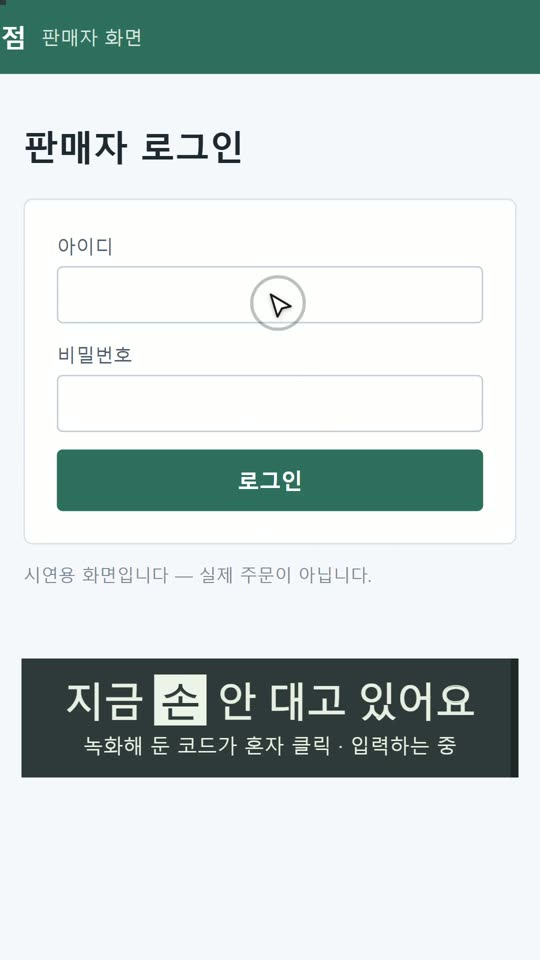 점 판매자 화면
판매자 로그인
아이디
비밀번호
로그인
시연용 화면입니다 — 실제 주문이 아닙니다.
지금 손 안 대고 있어요
녹화해 둔 코드가 혼자 클릭 · 입력하는 중